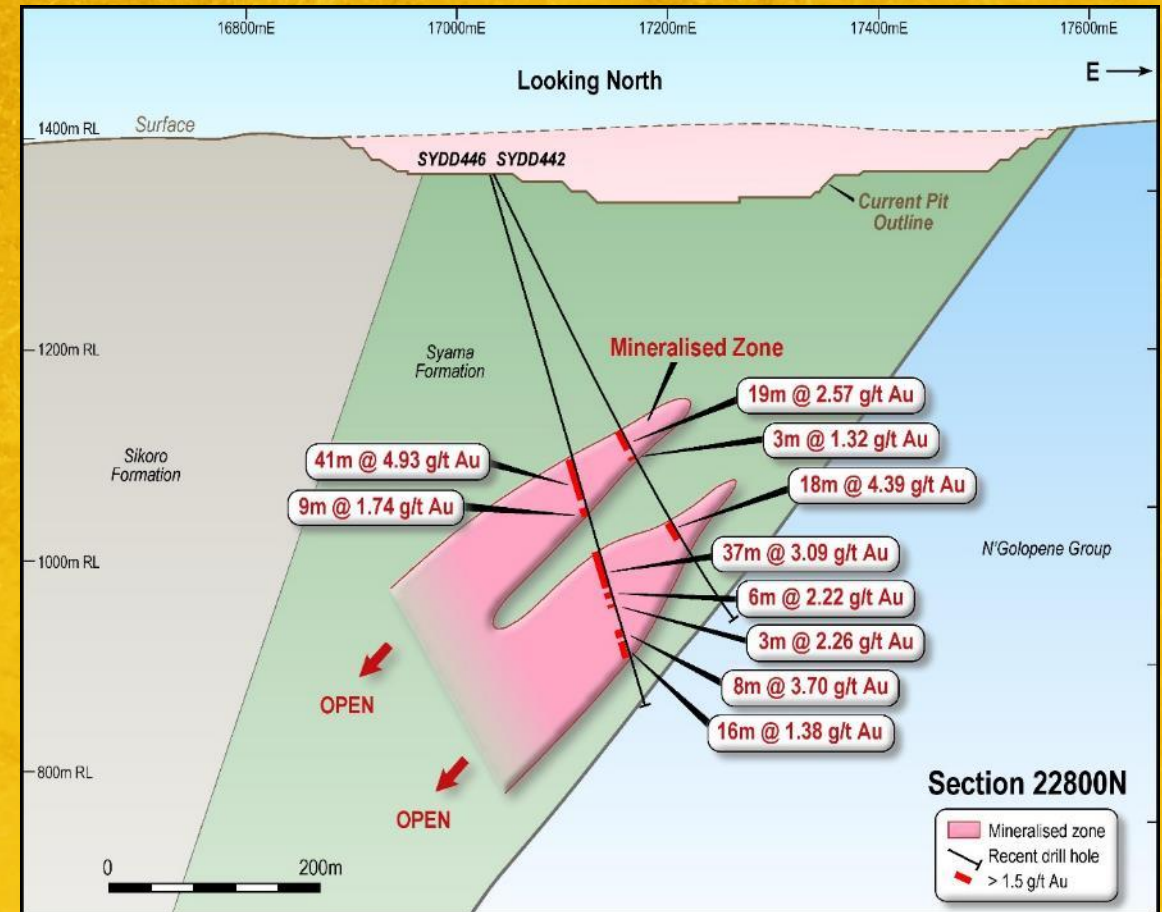 16800mE
17000mE
17200mE
17400mE
17600mE
Looking North
E
1400m RL
Surface
SYDD446 SYDD442
Current Pit
Outline
1200m RL
Syama
Formation
Mineralised Zone
19m @ 2.57 g/t Au
3m @ 1.32 g/t Au
41m @ 4.93 g/t Au
Sikoro
Formation
18m @ 4.39 g/t Au
9m @ 1.74 g/t Au
1000m RL
37m @ 3.09 g/t Au
N'Golopene Group
6m @ 2.22 g/t Au
3m @ 2.26 g/t Au
8m @ 3.70 g/t Au
OPEN
16m @ 1.38 g/t Au
800m RL
OPEN
Section 22800N
Mineralised zone
Recent drill hole
> 1.5 g/t Au
0
200m